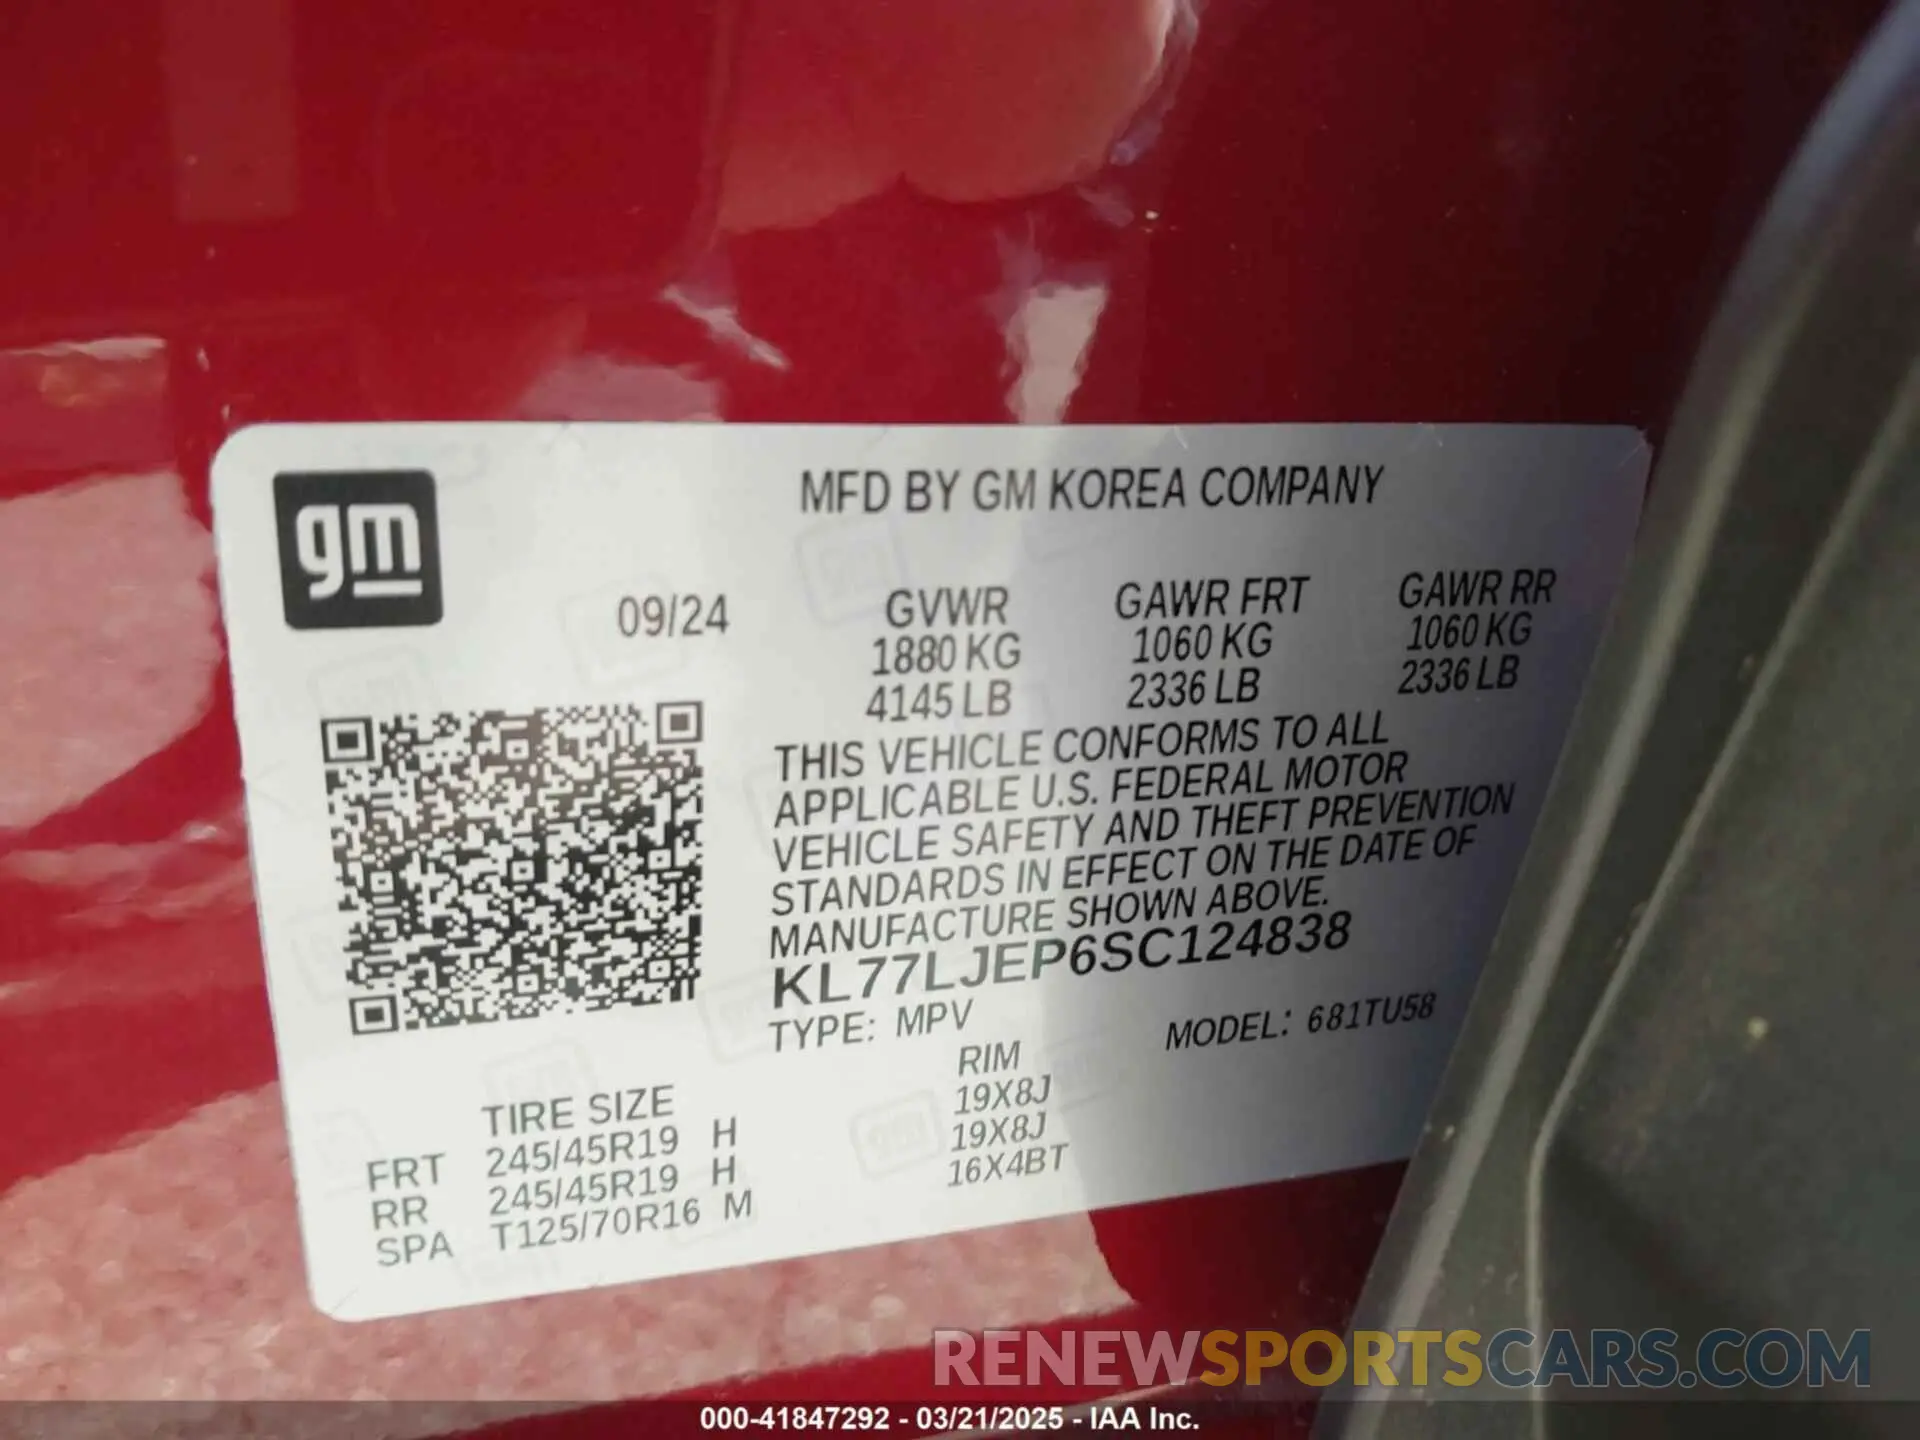 gm
MFD BY GM KOREA COMPANY
09/24 GVWR GAWR FRT GAWR RR
1880 KG 1060 KG 1060 KG
4145 LB 2336 LB 2336 LB
THIS VEHICLE CONFORMS TO ALL
APPLICABLE U.S. FEDERAL MOTOR
VEHICLE SAFETY AND THEFT PREVENTION
STANDARDS IN EFFECT ON THE DATE OF
MANUFACTURE SHOWN ABOVE.
KL77LJEP6SC124838
TYPE: MPV MODEL: 681TU58
TIRE SIZE RIM
FRT 245/45R19 H 19X8J
RR 245/45R19 H 19X8J
SPA T125/70R16 M 16X4BT
RENEWSPORTSCARS.COM
000-41847292 - 03/21/2025 - IAA Inc.